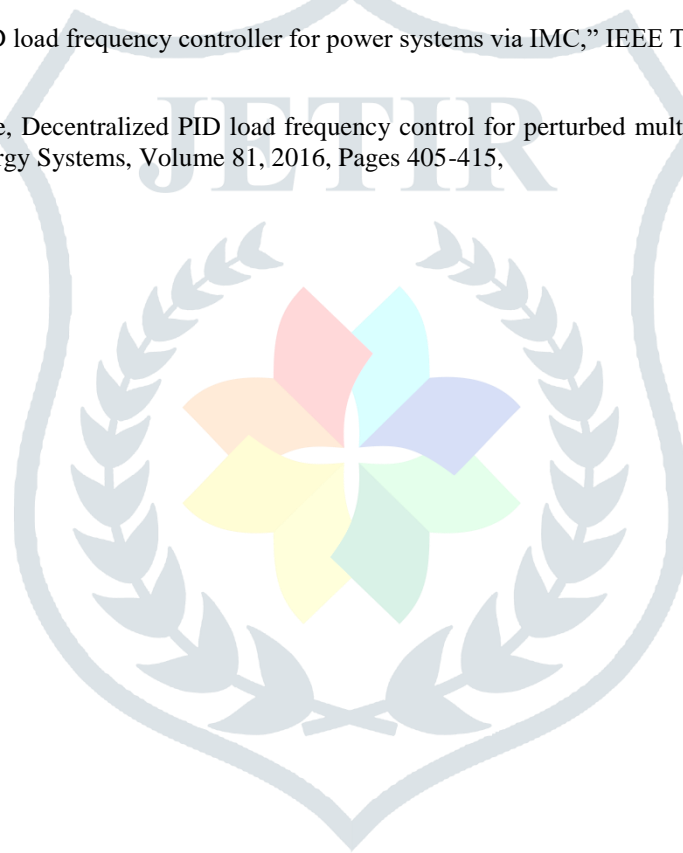 load frequency controller for power systems via IMC,” IEEE T
JETIR
e, Decentralized PID load frequency control for perturbed mult
rgy Systems, Volume 81, 2016, Pages 405-415,